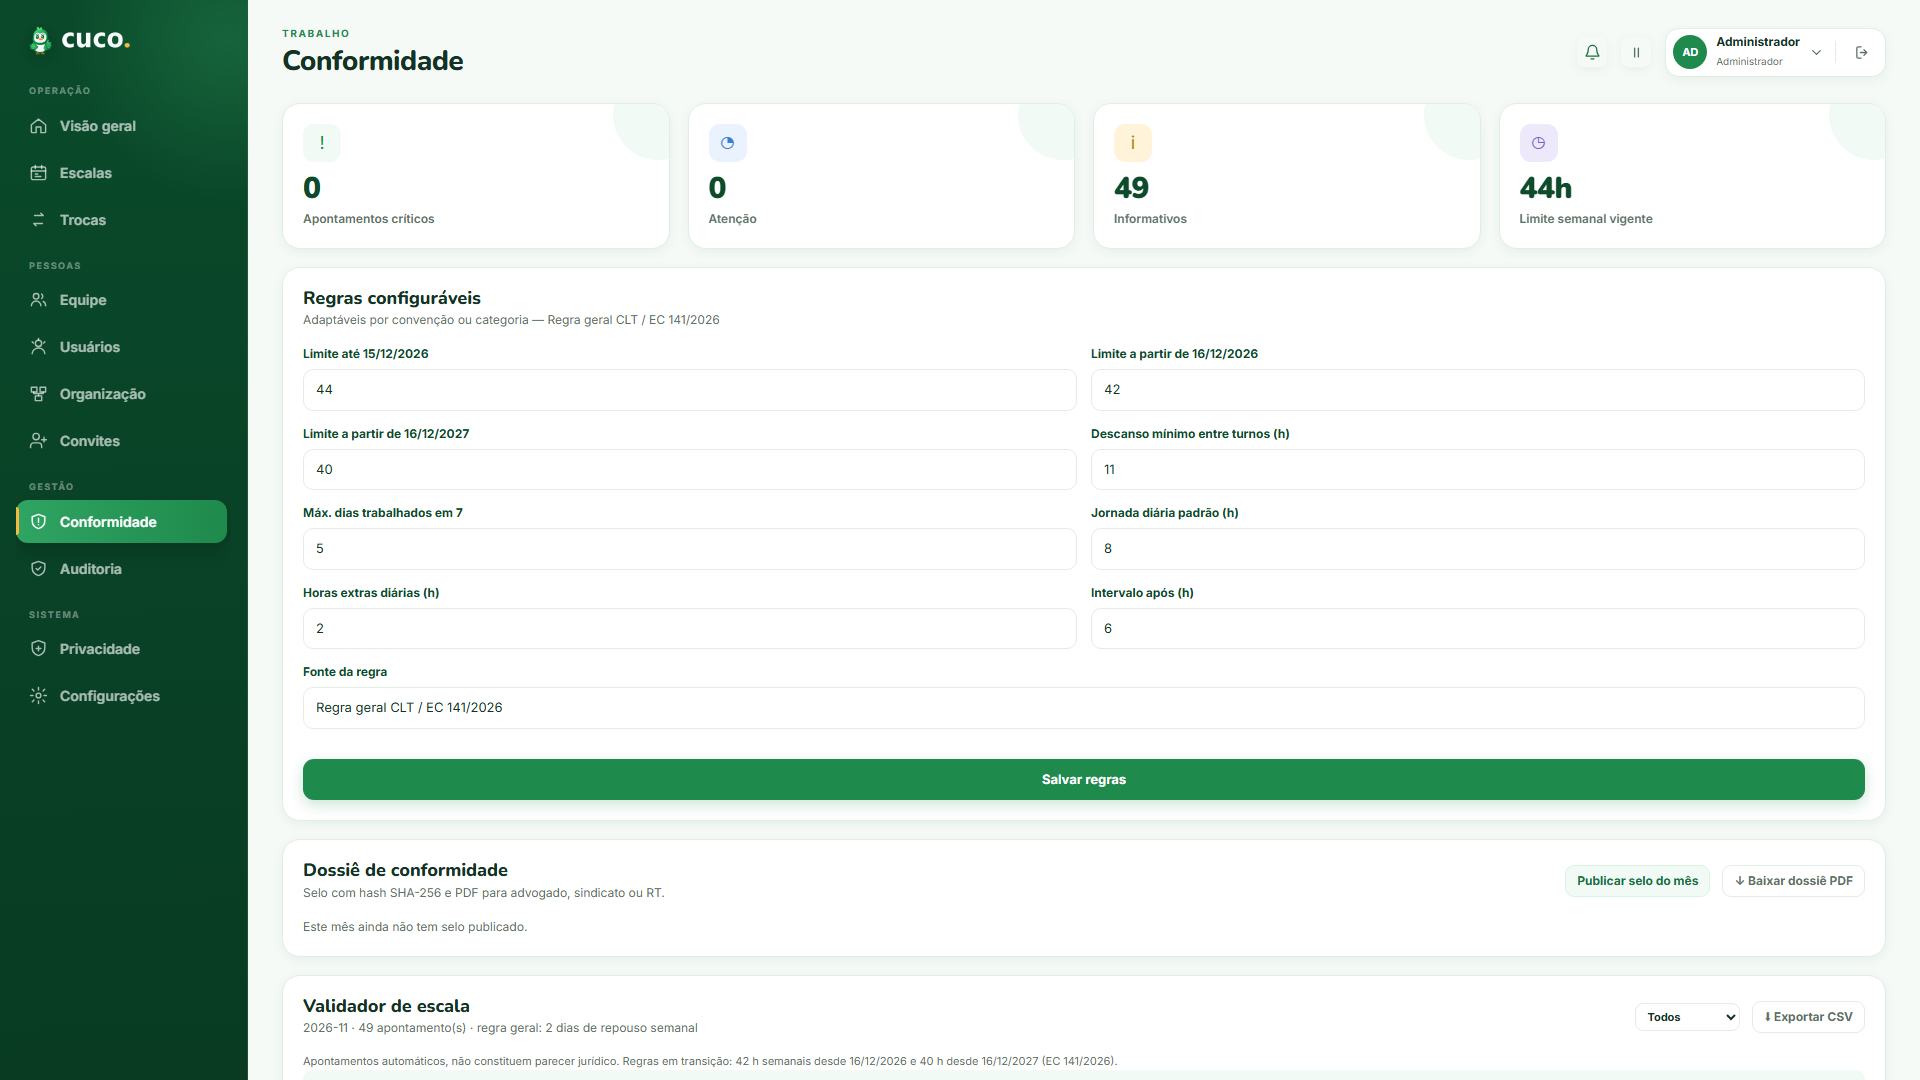 cuco.
OPERAÇÃO
Visão geral
Escalas
Trocas
PESSOAS
Equipe
Usuários
Organização
Convites
GESTÃO
Conformidade
Auditoria
SISTEMA
Privacidade
Configurações
TRABALHO
Conformidade
AD
Administrador
Administrador
!
0
Apontamentos críticos
0
Atenção
i
49
Informativos
44h
Limite semanal vigente
Regras configuráveis
Adaptáveis por convenção ou categoria — Regra geral CLT / EC 141/2026
Limite até 15/12/2026
44
Limite a partir de 16/12/2026
42
Limite a partir de 16/12/2027
40
Descanso mínimo entre turnos (h)
11
Máx. dias trabalhados em 7
5
Jornada diária padrão (h)
8
Horas extras diárias (h)
2
Intervalo após (h)
6
Fonte da regra
Regra geral CLT / EC 141/2026
Salvar regras
Dossiê de conformidade
Selo com hash SHA-256 e PDF para advogado, sindicato ou RT.
Publicar selo do mês
↓ Baixar dossiê PDF
Este mês ainda não tem selo publicado.
Validador de escala
2026-11 · 49 apontamento(s) · regra geral: 2 dias de repouso semanal
Todos
⬇ Exportar CSV
Apontamentos automáticos, não constituem parecer jurídico. Regras em transição: 42 h semanais desde 16/12/2026 e 40 h desde 16/12/2027 (EC 141/2026).